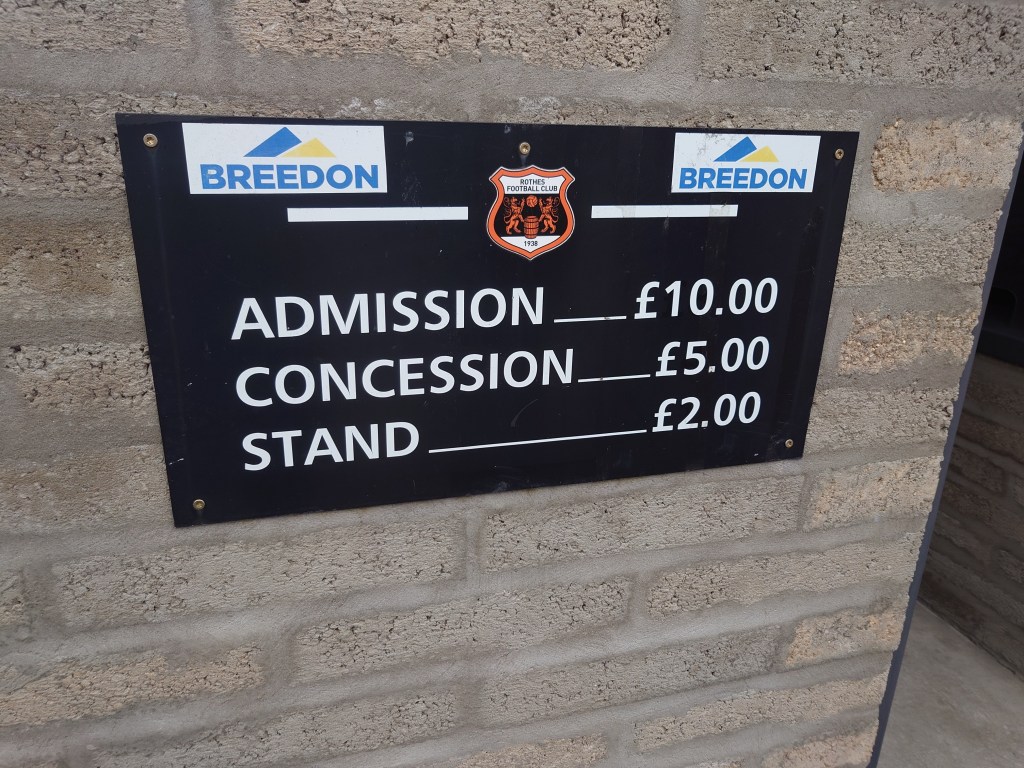 BREEDON
ROTHES
FOOTBALL CLUB
1938
BREEDON
ADMISSION £10.00
CONCESSION £5.00
STAND £2.00